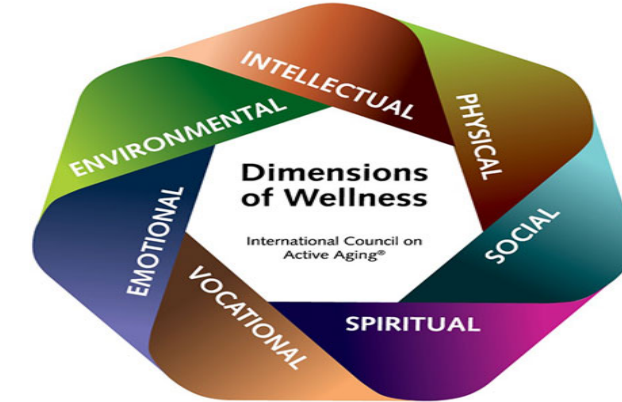 INTELLECTUAL
PHYSICAL
SOCIAL
SPIRITUAL
VOCATIONAL
EMOTIONAL
ENVIRONMENTAL
Dimensions
of Wellness
International Council on
Active Aging®